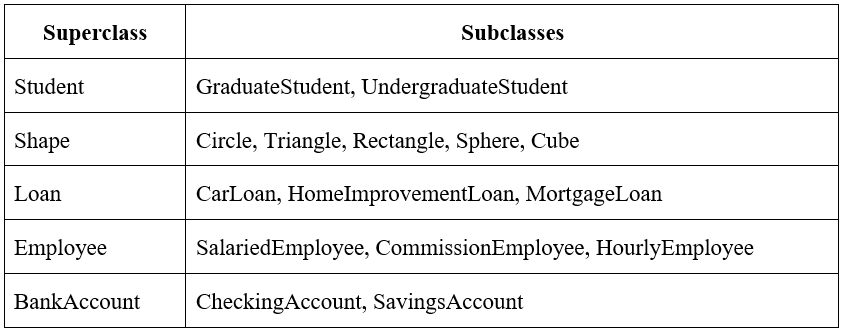 Superclass Subclasses
Student GraduateStudent, UndergraduateStudent
Shape Circle, Triangle, Rectangle, Sphere, Cube
Loan CarLoan, HomeImprovementLoan, MortgageLoan
Employee SalariedEmployee, CommissionEmployee, HourlyEmployee
BankAccount CheckingAccount, SavingsAccount